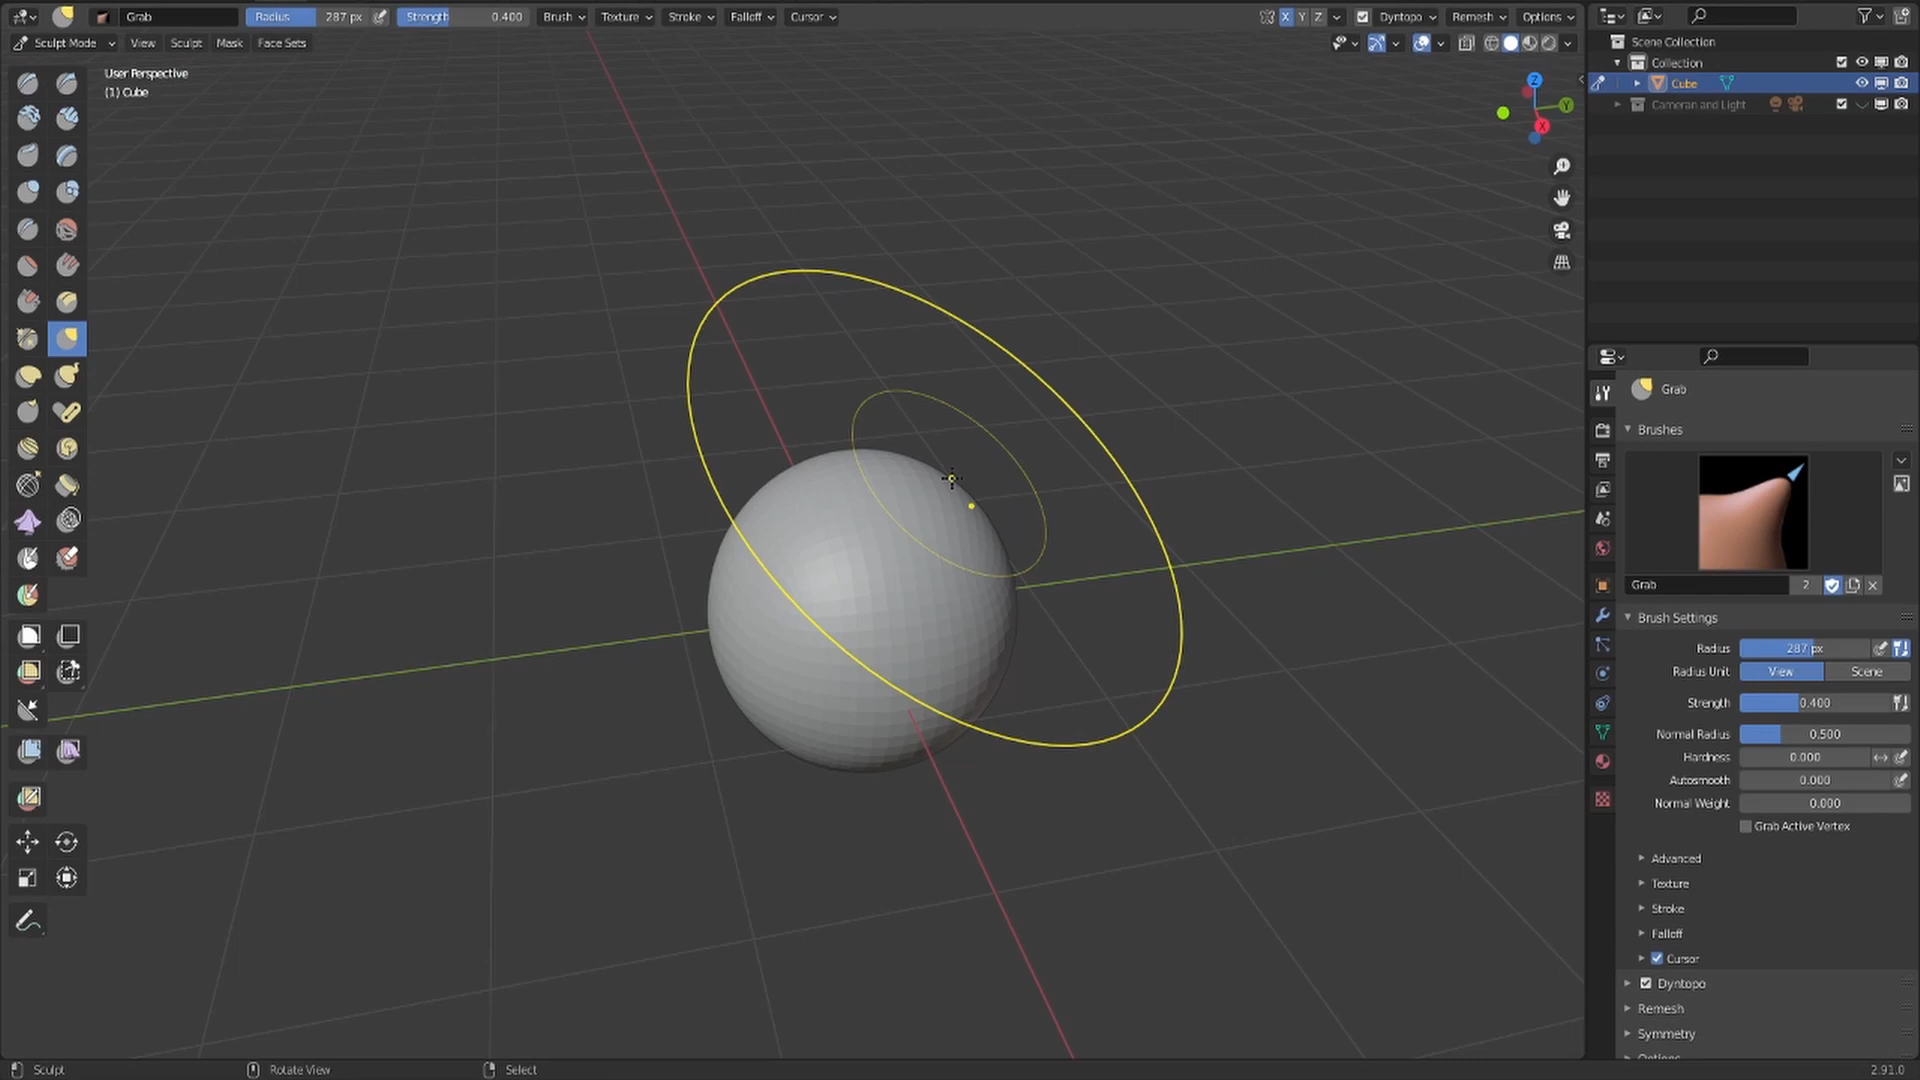 Grab Radius 287 px Strength 0.400 Brush Texture Stroke Falloff Cursor X Y Z Dyntopo Remesh Options
Sculpt Mode View Sculpt Mask Face Sets
User Perspective
(1) Cube
Z
Y
X
Scene Collection
Collection
Cube
Cameran and Light
Grab
Brushes
Grab 2
Brush Settings
Radius 287 px
Radius Unit View Scene
Strength 0.400
Normal Radius 0.500
Hardness 0.000
Autosmooth 0.000
Normal Weight 0.000
Grab Active Vertex
Advanced
Texture
Stroke
Falloff
Cursor
Dyntopo
Remesh
Symmetry
Options
Sculpt Rotate View Select 2.91.0